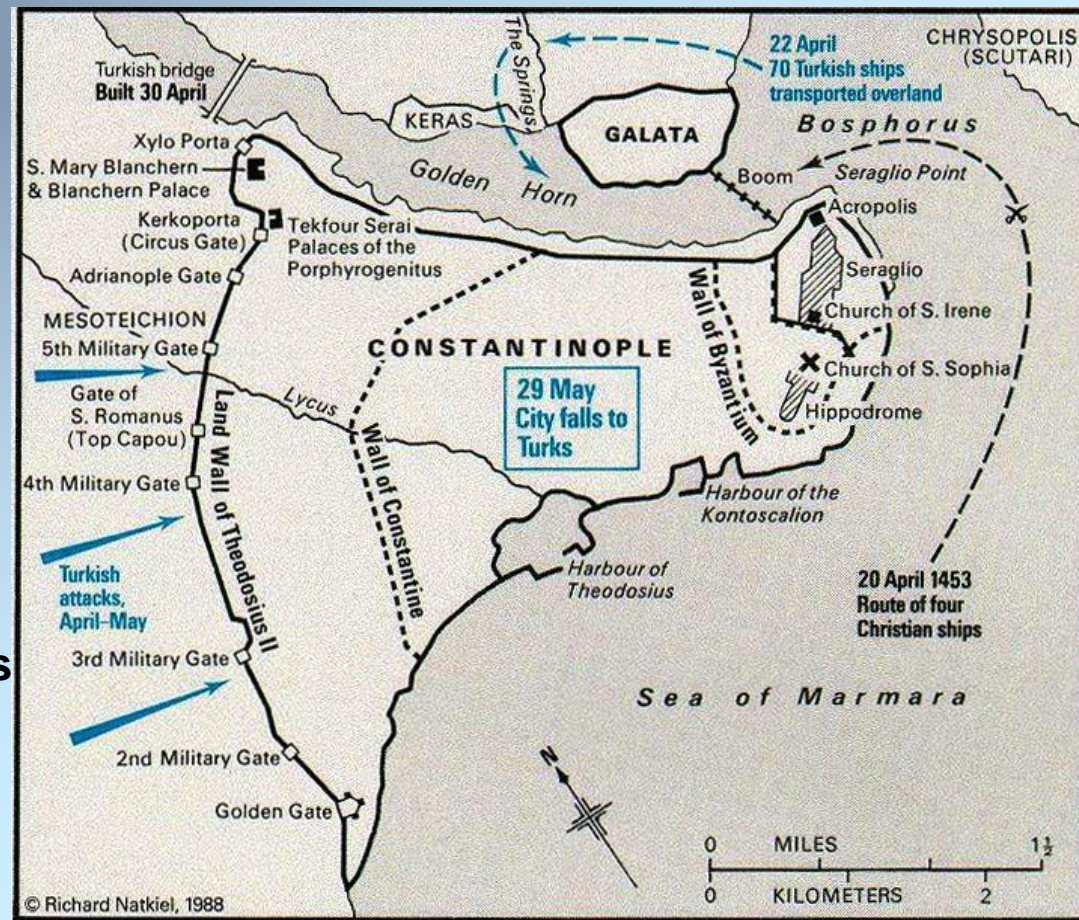 The Springs
22 April
70 Turkish ships
transported overland
CHRYSOPOLIS
(SCUTARI)
Turkish bridge
Built 30 April
KERAS
GALATA
Bosphorus
Xylo Porta
S. Mary Blanchern
& Blanchern Palace
Golden Horn
Boom
Seraglio Point
Acropolis
Kerkoporta
(Circus Gate)
Tekfour Serai
Palaces of the
Porphyrogenitus
Adrianople Gate
Seraglio
MESOTEICHION
5th Military Gate
CONSTANTINOPLE
Wall of Byzantium
Church of S. Irene
Church of S. Sophia
Gate of
S. Romanus
(Top Capou)
Lycus
29 May
City falls to
Turks
Hippodrome
4th Military Gate
Land Wall of Theodosius II
Wall of Constantine
Harbour of the
Kontoscalion
Turkish
attacks,
April–May
Harbour of
Theodosius
20 April 1453
Route of four
Christian ships
s
3rd Military Gate
Sea of Marmara
2nd Military Gate
N
Golden Gate
0 MILES 1½
0 KILOMETERS 2
© Richard Natkiel, 1988